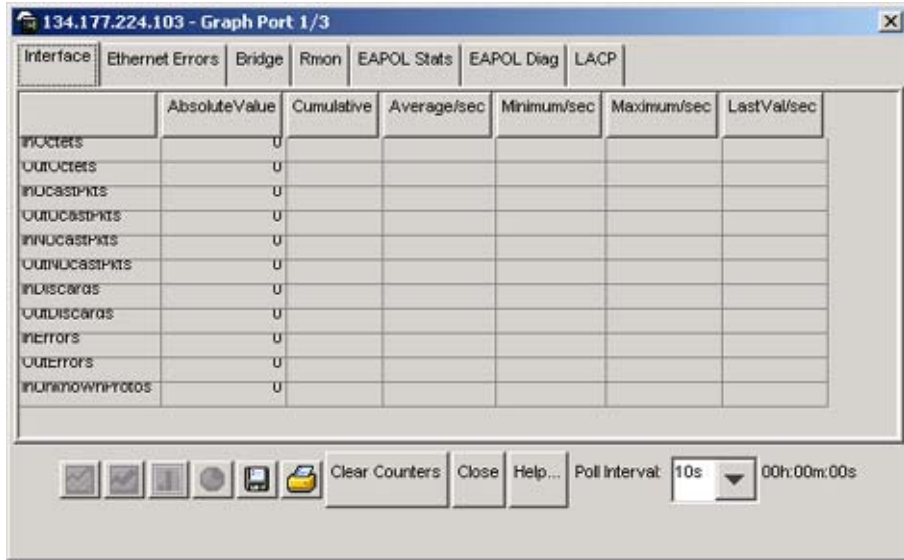 134.177.224.103 - Graph Port 1/3
Interface Ethernet Errors Bridge Rmon EAPOL Stats EAPOL Diag LACP
AbsoluteValue Cumulative Average/sec Minimum/sec Maximum/sec LastVal/sec
InOctets 0
OutOctets 0
InUcastPkts 0
OutUcastPkts 0
InNUcastPkts 0
OutNUcastPkts 0
InDiscards 0
OutDiscards 0
InErrors 0
OutErrors 0
InUnknownProtos 0
Clear Counters Close Help... Poll Interval: 10s 00h:00m:00s